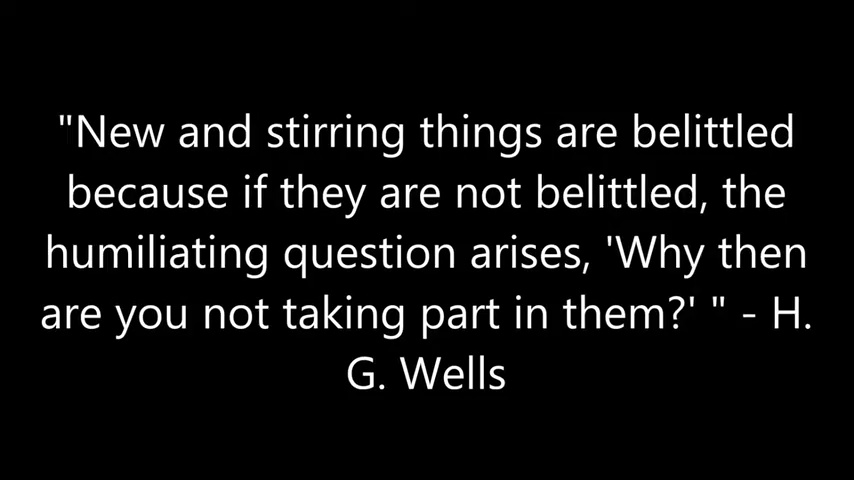 "New and stirring things are belittled
because if they are not belittled, the
humiliating question arises, 'Why then
are you not taking part in them?' " - H.
G. Wells